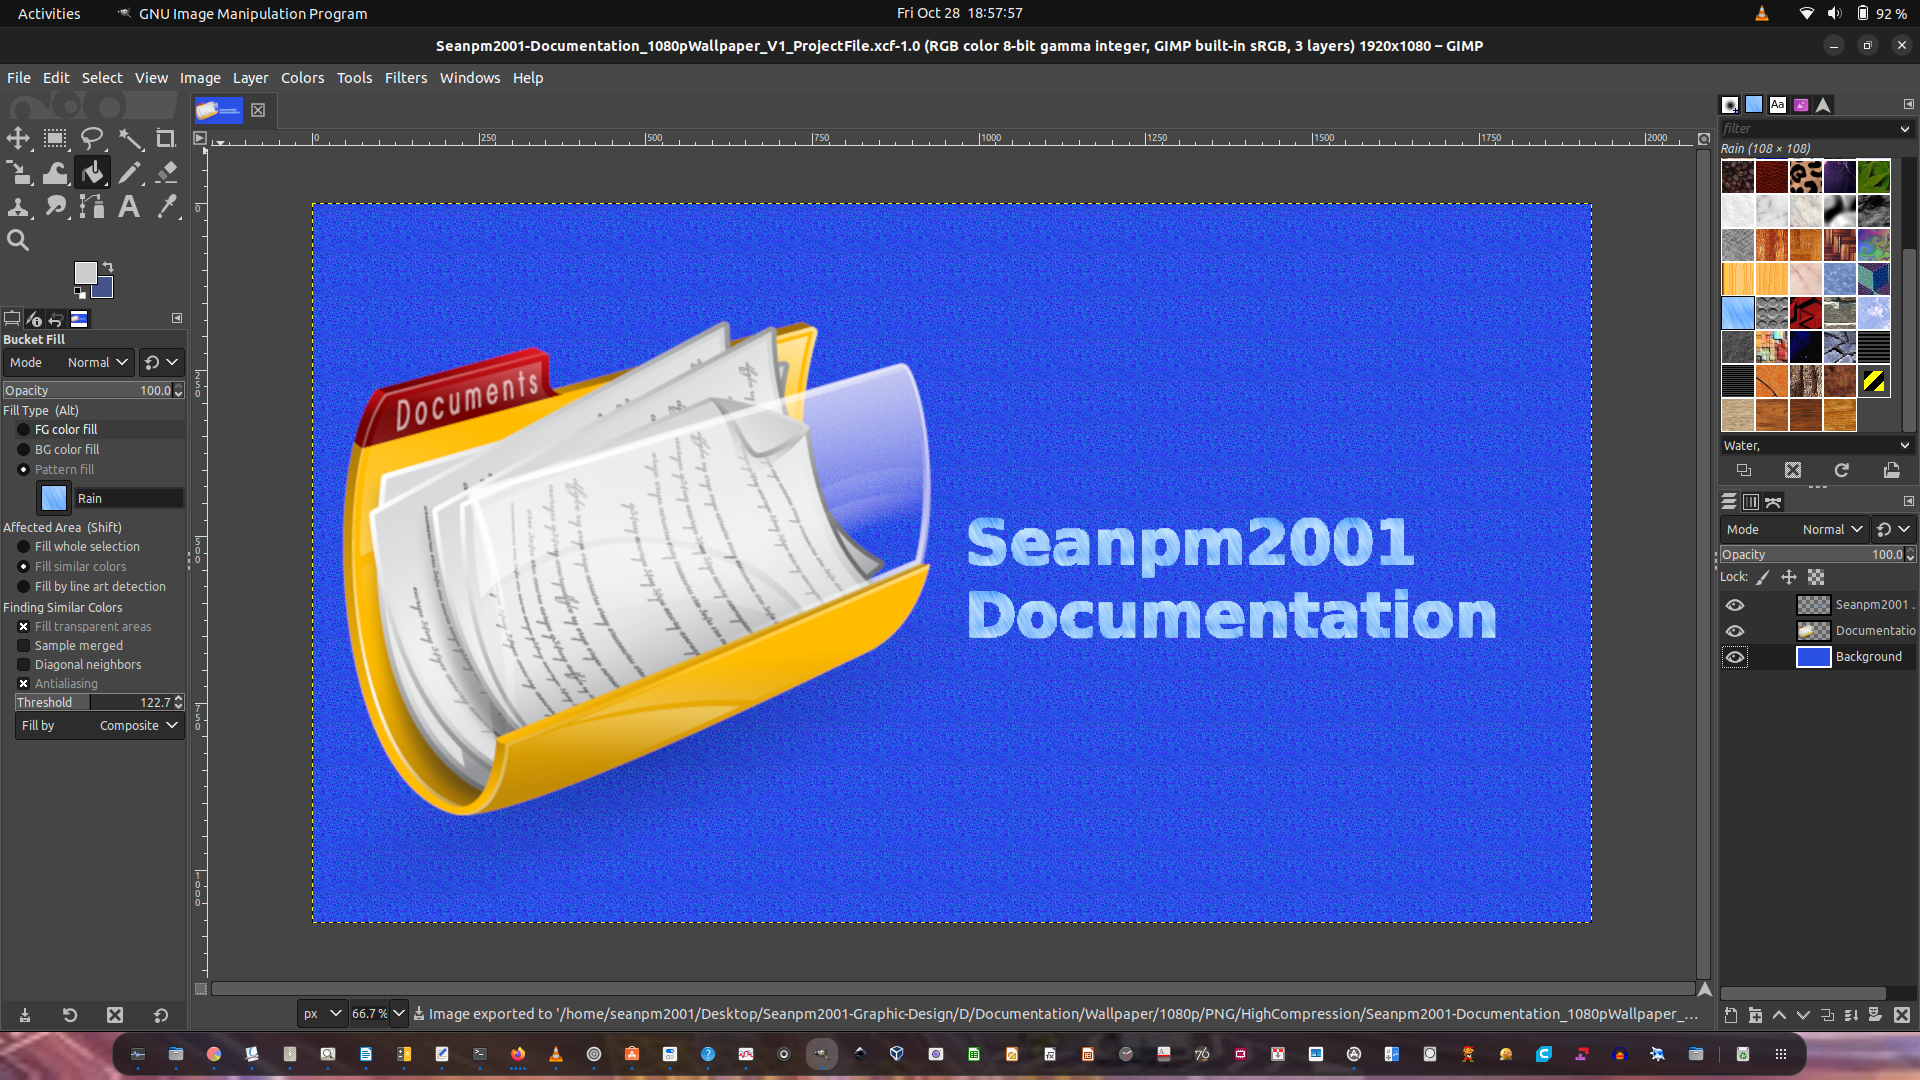 Activities
GNU Image Manipulation Program
Fri Oct 28  18:57:57
92 %
Seanpm2001-Documentation_1080pWallpaper_V1_ProjectFile.xcf-1.0 (RGB color 8-bit gamma integer, GIMP built-in sRGB, 3 layers) 1920x1080 – GIMP
File Edit Select View Image Layer Colors Tools Filters Windows Help
0 250 500 750 1000 1250 1500 1750 2000
0
250
500
750
1000
Bucket Fill
Mode Normal
Opacity 100.0
Fill Type (Alt)
FG color fill
BG color fill
Pattern fill
Rain
Affected Area (Shift)
Fill whole selection
Fill similar colors
Fill by line art detection
Finding Similar Colors
Fill transparent areas
Sample merged
Diagonal neighbors
Antialiasing
Threshold 122.7
Fill by Composite
Documents
Seanpm2001
Documentation
Aa
filter
Rain (108 × 108)
Water,
Mode Normal
Opacity 100.0
Lock:
Seanpm2001 .
Documentatio
Background
px 66.7 % Image exported to '/home/seanpm2001/Desktop/Seanpm2001-Graphic-Design/D/Documentation/Wallpaper/1080p/PNG/HighCompression/Seanpm2001-Documentation_1080pWallpaper_...
76